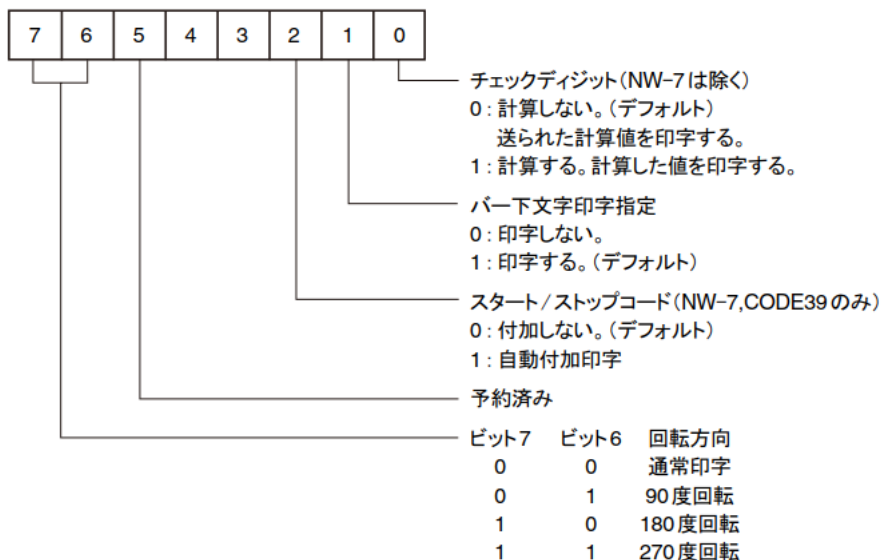 7 6 5 4 3 2 1 0
チェックディジット(NW-7は除く)
0:計算しない。(デフォルト)
送られた計算値を印字する。
1:計算する。計算した値を印字する。
バー下文字印字指定
0:印字しない。
1:印字する。(デフォルト)
スタート/ストップコード(NW-7,CODE39のみ)
0:付加しない。(デフォルト)
1:自動付加印字
予約済み
ビット7 ビット6 回転方向
0 0 通常印字
0 1 90度回転
1 0 180度回転
1 1 270度回転